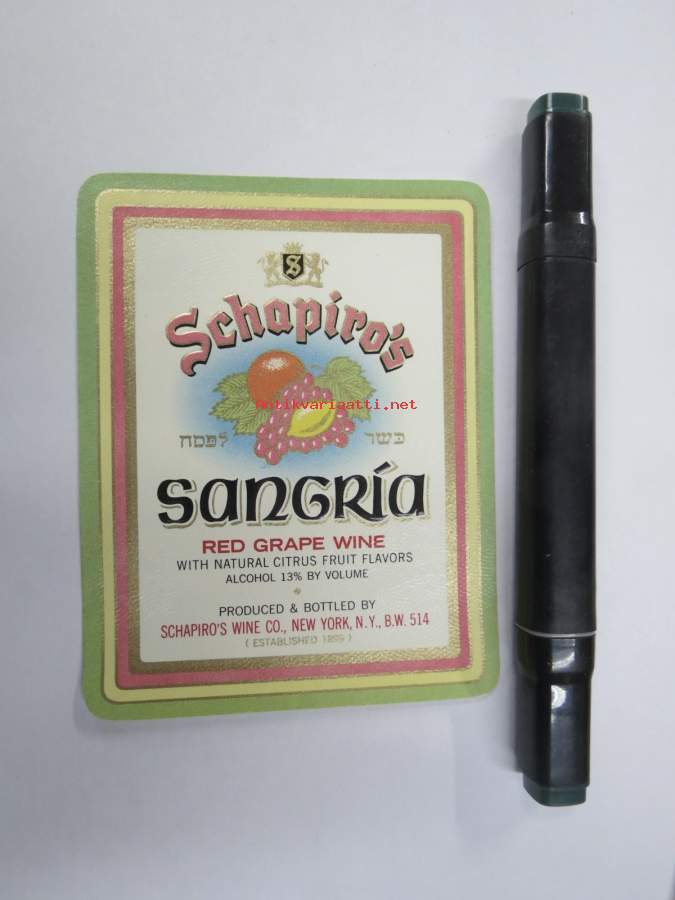 S
Schapiro's
antikvariaatti.net
כשר לפסח
SANGRÍA
RED GRAPE WINE
WITH NATURAL CITRUS FRUIT FLAVORS
ALCOHOL 13% BY VOLUME
PRODUCED & BOTTLED BY
SCHAPIRO'S WINE CO., NEW YORK, N.Y., B.W. 514
( ESTABLISHED 1899 )